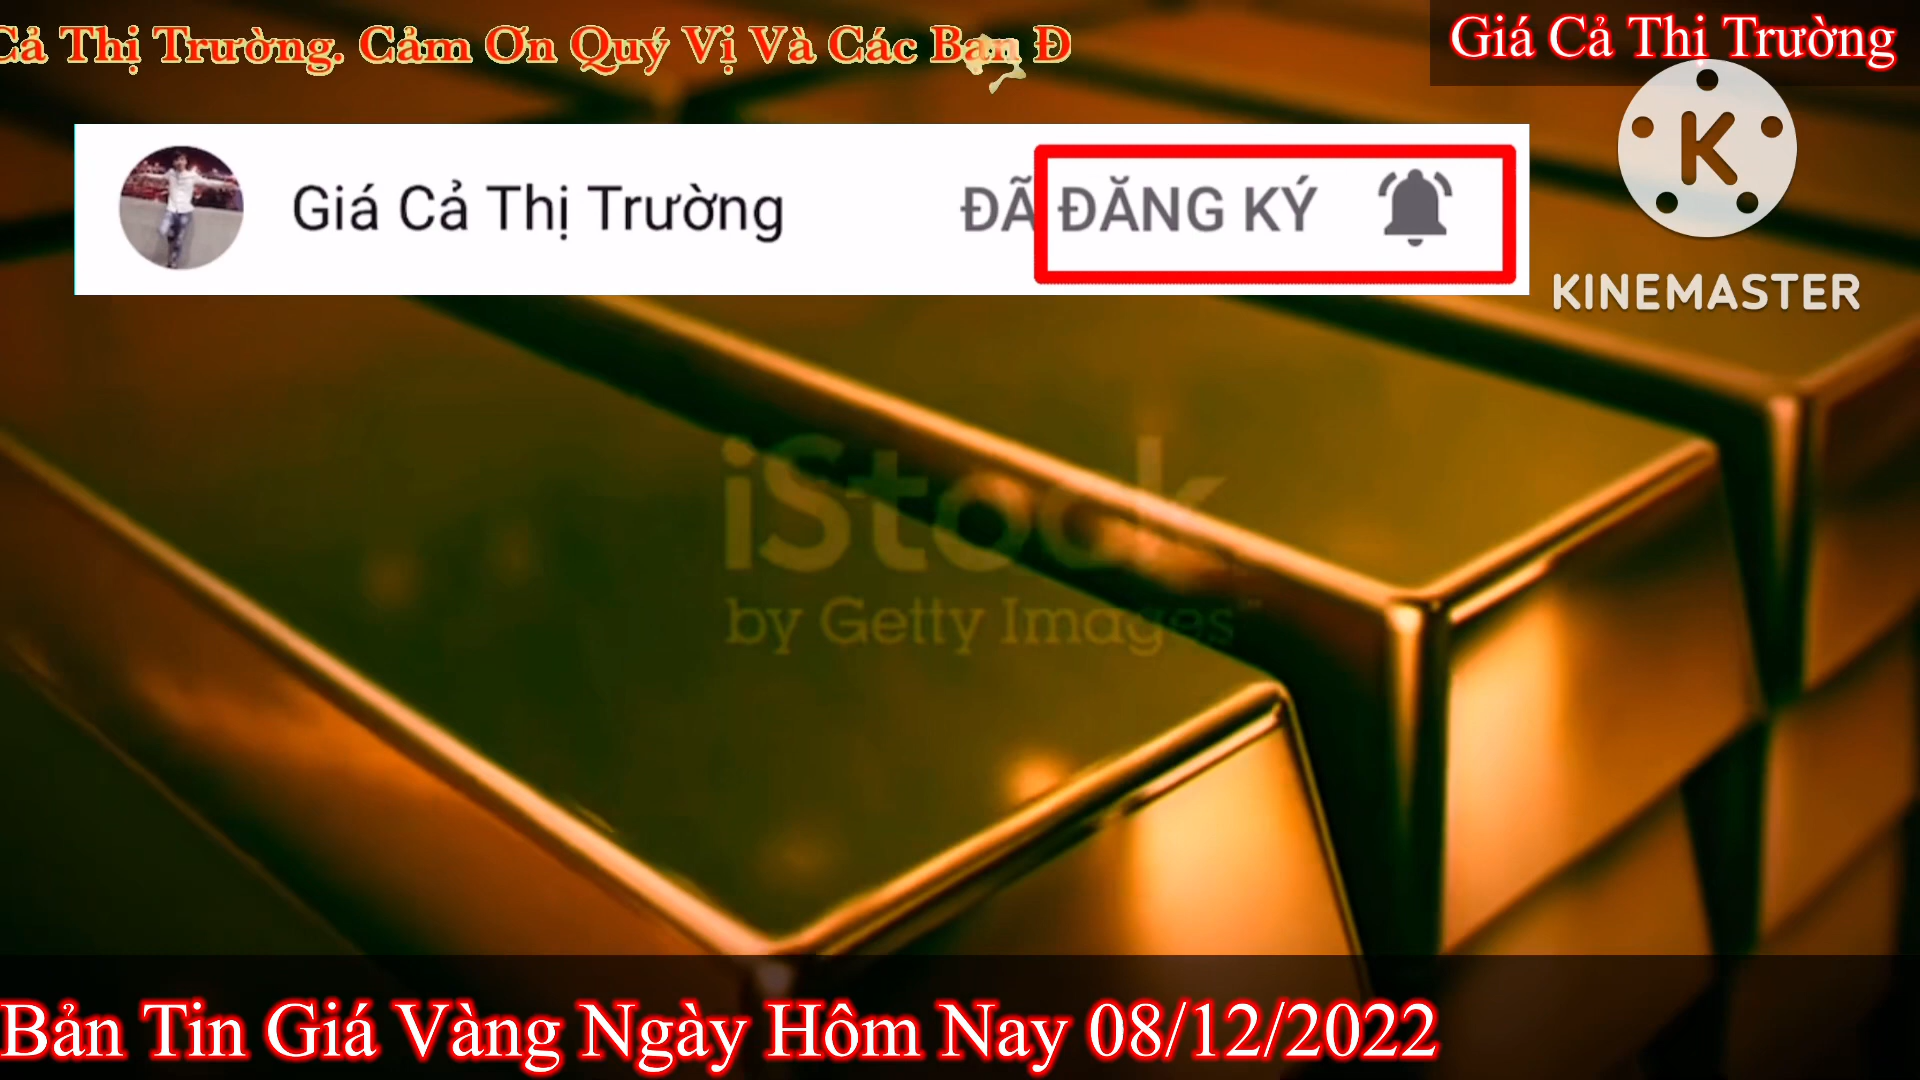 Cả Thị Trường. Cảm Ơn Quý Vị Và Các Bạn Đ
Giá Cả Thị Trường
Giá Cả Thị Trường
ĐÃ ĐĂNG KÝ
K
KINEMASTER
iStock
by Getty Images™
Bản Tin Giá Vàng Ngày Hôm Nay 08/12/2022